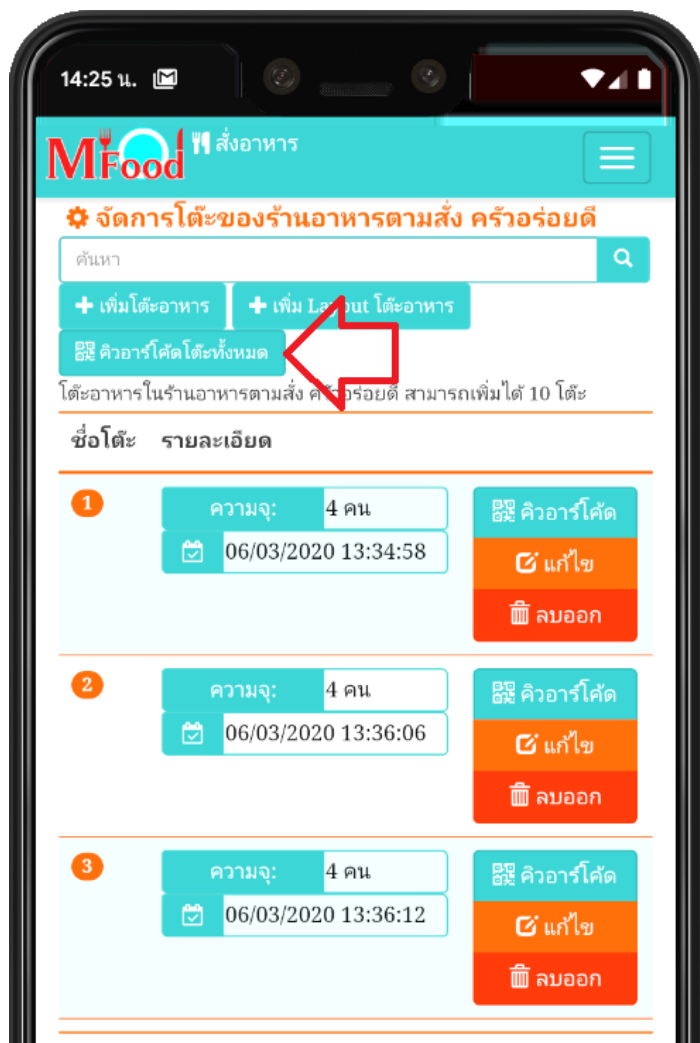 14:25 น.
MFood สั่งอาหาร
จัดการโต๊ะของร้านอาหารตามสั่ง ครัวอร่อยดี
ค้นหา
เพิ่มโต๊ะอาหาร เพิ่ม Layout โต๊ะอาหาร
คิวอาร์โค้ดโต๊ะทั้งหมด
โต๊ะอาหารในร้านอาหารตามสั่ง ครัวอร่อยดี สามารถเพิ่มได้ 10 โต๊ะ
ชื่อโต๊ะ รายละเอียด
1 ความจุ: 4 คน คิวอาร์โค้ด
06/03/2020 13:34:58 แก้ไข
ลบออก
2 ความจุ: 4 คน คิวอาร์โค้ด
06/03/2020 13:36:06 แก้ไข
ลบออก
3 ความจุ: 4 คน คิวอาร์โค้ด
06/03/2020 13:36:12 แก้ไข
ลบออก